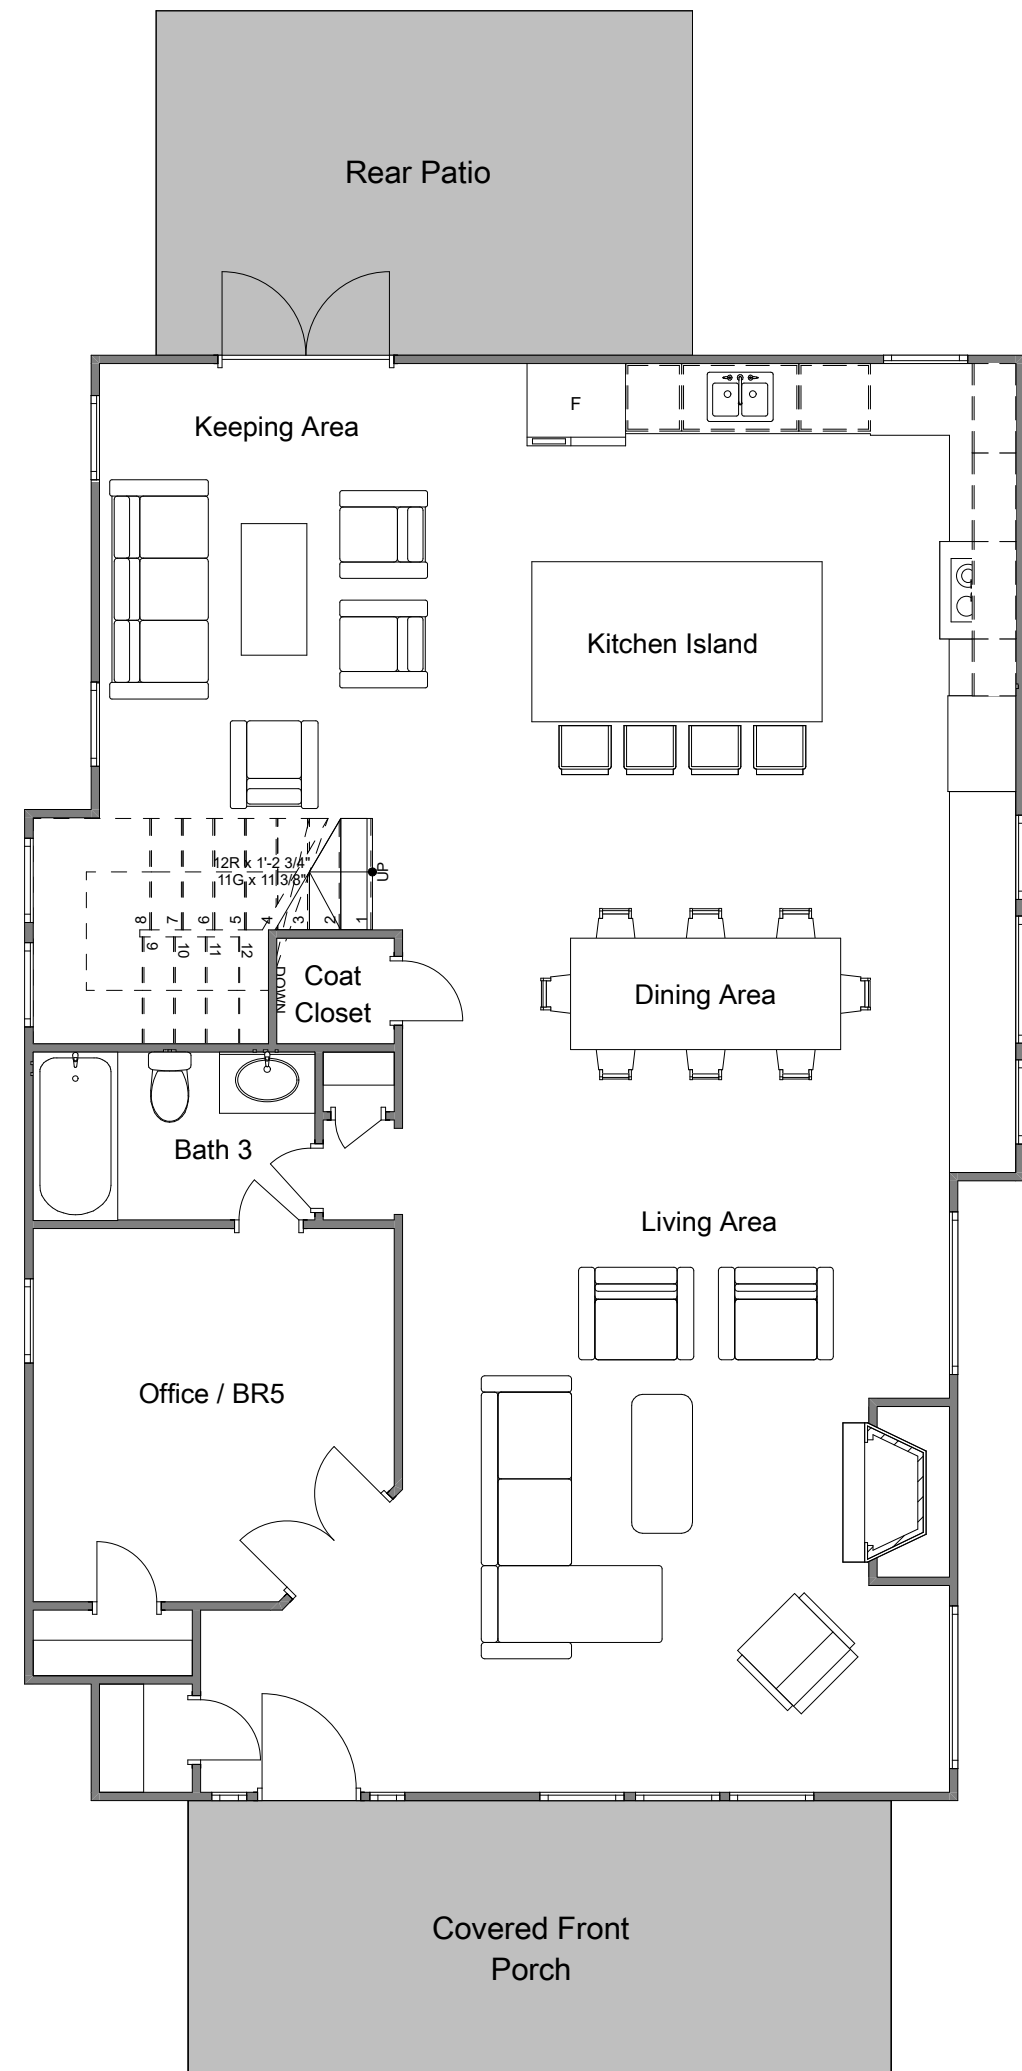 Rear Patio
Keeping Area
F
Kitchen Island
12R x 1'-2 3/4"
11G x 11 3/8"
UP
8 7 6 5 4 3 2 1
9 10 11 12
DOWN
Coat
Closet
Dining Area
Bath 3
Living Area
Office / BR5
Covered Front
Porch